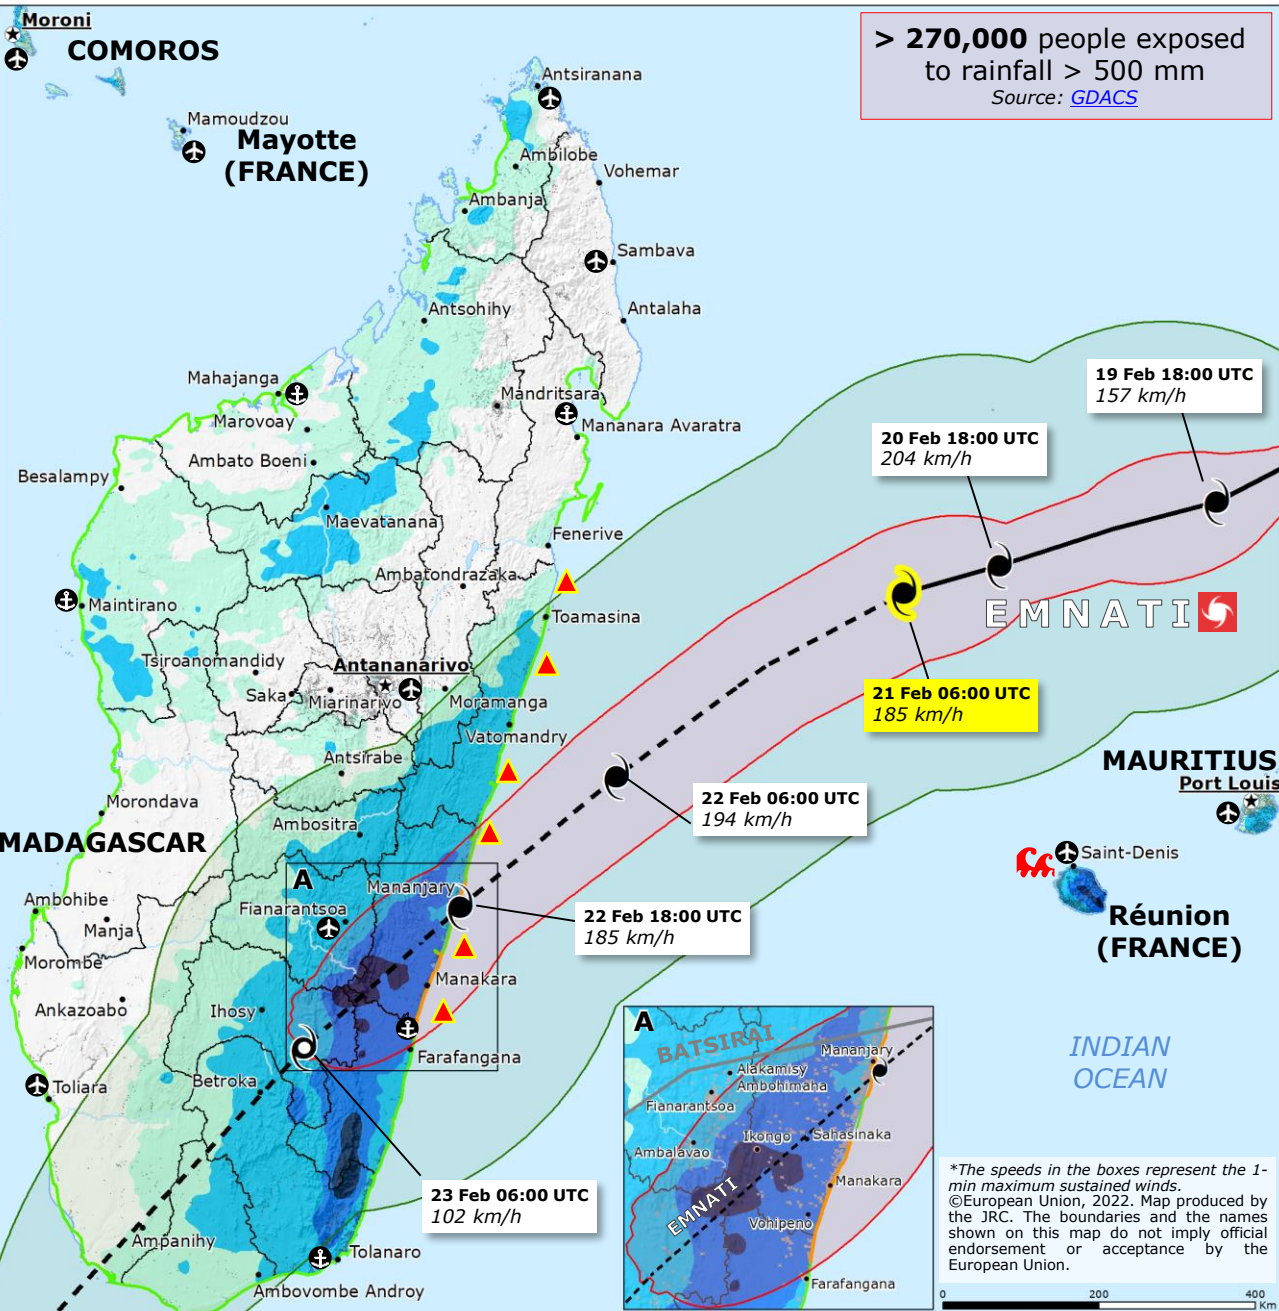 Moroni
COMOROS
> 270,000 people exposed
to rainfall > 500 mm
Source: GDACS
Antsiranana
Mamoudzou
Mayotte
(FRANCE)
Ambilobe
Vohemar
Ambanja
Sambava
Antsohihy
Antalaha
Mahajanga
Mandritsara
19 Feb 18:00 UTC
157 km/h
Marovoay
Mananara Avaratra
20 Feb 18:00 UTC
204 km/h
Ambato Boeni
Besalampy
Maevatanana
Fenerive
Ambatondrazaka
Maintirano
Toamasina
EMNATI
Tsiroanomandidy
Antananarivo
Saka
Miarinarivo
Moramanga
21 Feb 06:00 UTC
185 km/h
Vatomandry
Antsirabe
MAURITIUS
Port Louis
22 Feb 06:00 UTC
194 km/h
Morondava
Ambositra
MADAGASCAR
Saint-Denis
A
Mananjary
Ambohibe
Fianarantsoa
22 Feb 18:00 UTC
185 km/h
Réunion
(FRANCE)
Manja
Morombe
Manakara
Ankazoabo
Ihosy
A
BATSIRAI
Mananjary
INDIAN
OCEAN
Farafangana
Alakamisy
Ambohimaha
Betroka
Toliara
Fianarantsoa
Ikongo
Sahasinaka
Ambalavao
*The speeds in the boxes represent the 1-
min maximum sustained winds.
©European Union, 2022. Map produced by
the JRC. The boundaries and the names
shown on this map do not imply official
endorsement or acceptance by the
European Union.
Manakara
23 Feb 06:00 UTC
102 km/h
EMNATI
Vohipeno
Ampanihy
Tolanaro
Farafangana
Ambovombe Androy
0 200 400
Km